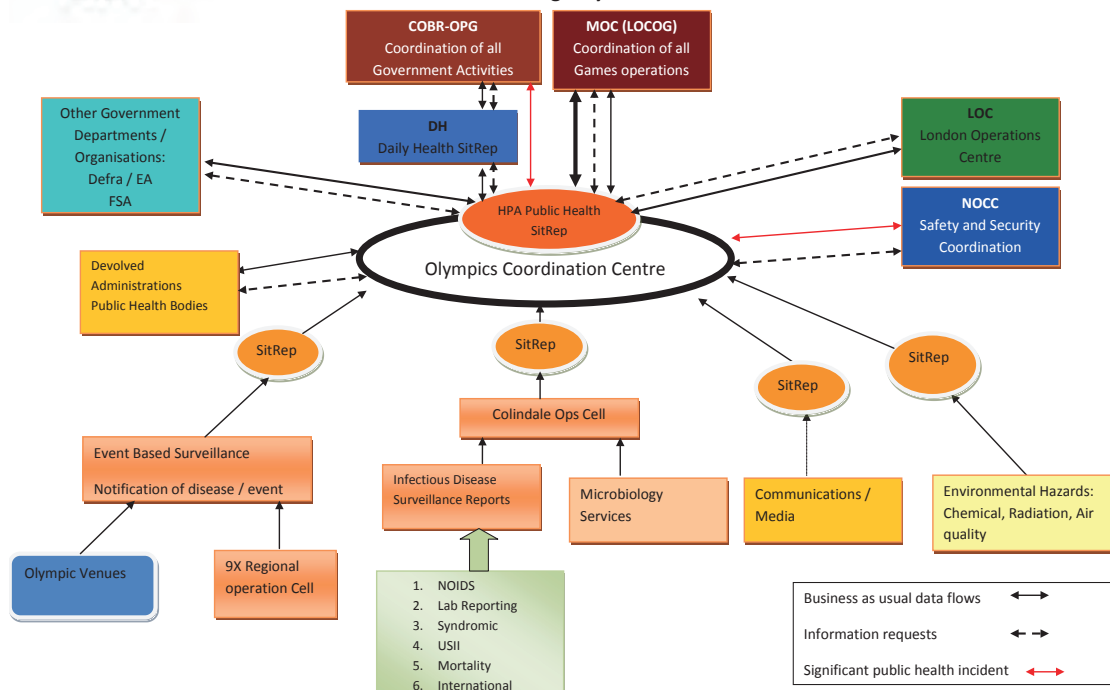 COBR-OPG
Coordination of all
Government Activities
MOC (LOCOG)
Coordination of all
Games operations
Other Government
Departments /
Organisations:
Defra / EA
FSA
DH
Daily Health SitRep
LOC
London Operations
Centre
HPA Public Health
SitRep
NOCC
Safety and Security
Coordination
Olympics Coordination Centre
Devolved
Administrations
Public Health Bodies
SitRep
SitRep
SitRep
SitRep
Colindale Ops Cell
Event Based Surveillance
Notification of disease / event
Infectious Disease
Surveillance Reports
Microbiology
Services
Communications /
Media
Environmental Hazards:
Chemical, Radiation, Air
quality
Olympic Venues
9X Regional
operation Cell
1. NOIDS
2. Lab Reporting
3. Syndromic
4. USII
5. Mortality
6. International
Business as usual data flows
Information requests
Significant public health incident